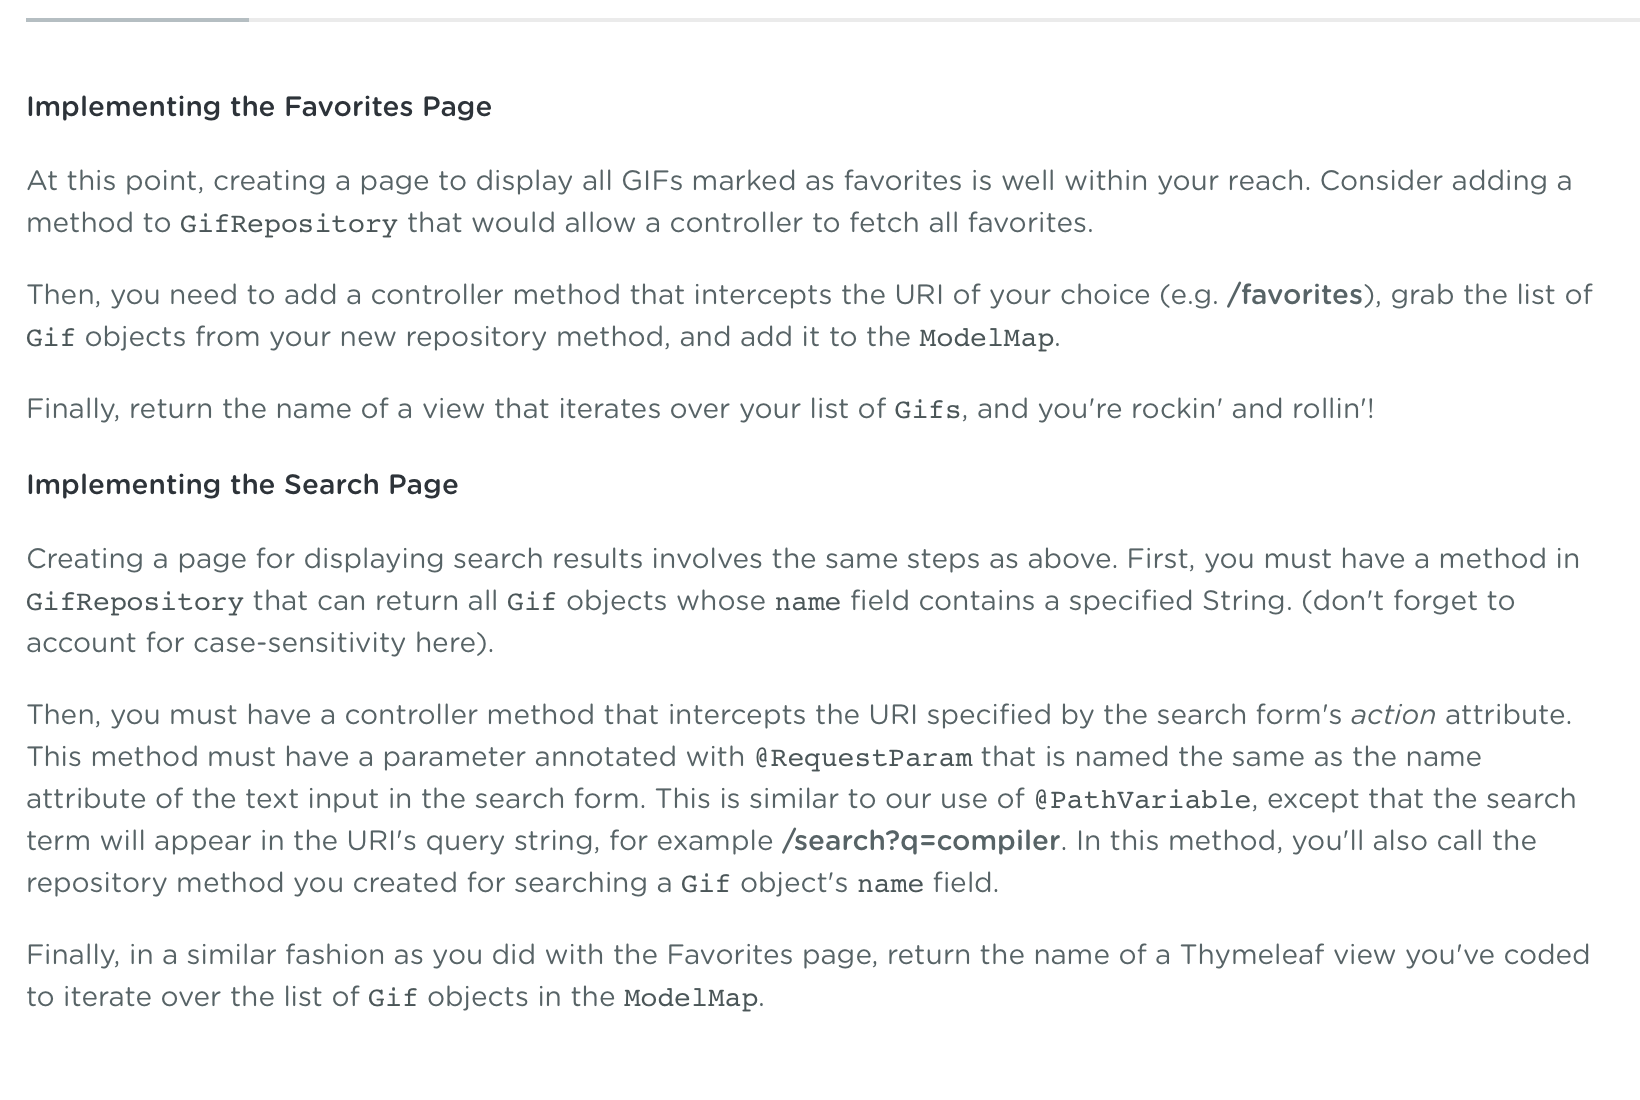 Implementing the Favorites Page
At this point, creating a page to display all GIFs marked as favorites is well within your reach. Consider adding a
method to GifRepository that would allow a controller to fetch all favorites.
Then, you need to add a controller method that intercepts the URI of your choice (e.g. /favorites), grab the list of
Gif objects from your new repository method, and add it to the ModelMap.
Finally, return the name of a view that iterates over your list of Gifs, and you're rockin' and rollin'!
Implementing the Search Page
Creating a page for displaying search results involves the same steps as above. First, you must have a method in
GifRepository that can return all Gif objects whose name field contains a specified String. (don't forget to
account for case-sensitivity here).
Then, you must have a controller method that intercepts the URI specified by the search form's action attribute.
This method must have a parameter annotated with @RequestParam that is named the same as the name
attribute of the text input in the search form. This is similar to our use of @PathVariable, except that the search
term will appear in the URI's query string, for example /search?q=compiler. In this method, you'll also call the
repository method you created for searching a Gif object's name field.
Finally, in a similar fashion as you did with the Favorites page, return the name of a Thymeleaf view you've coded
to iterate over the list of Gif objects in the ModelMap.